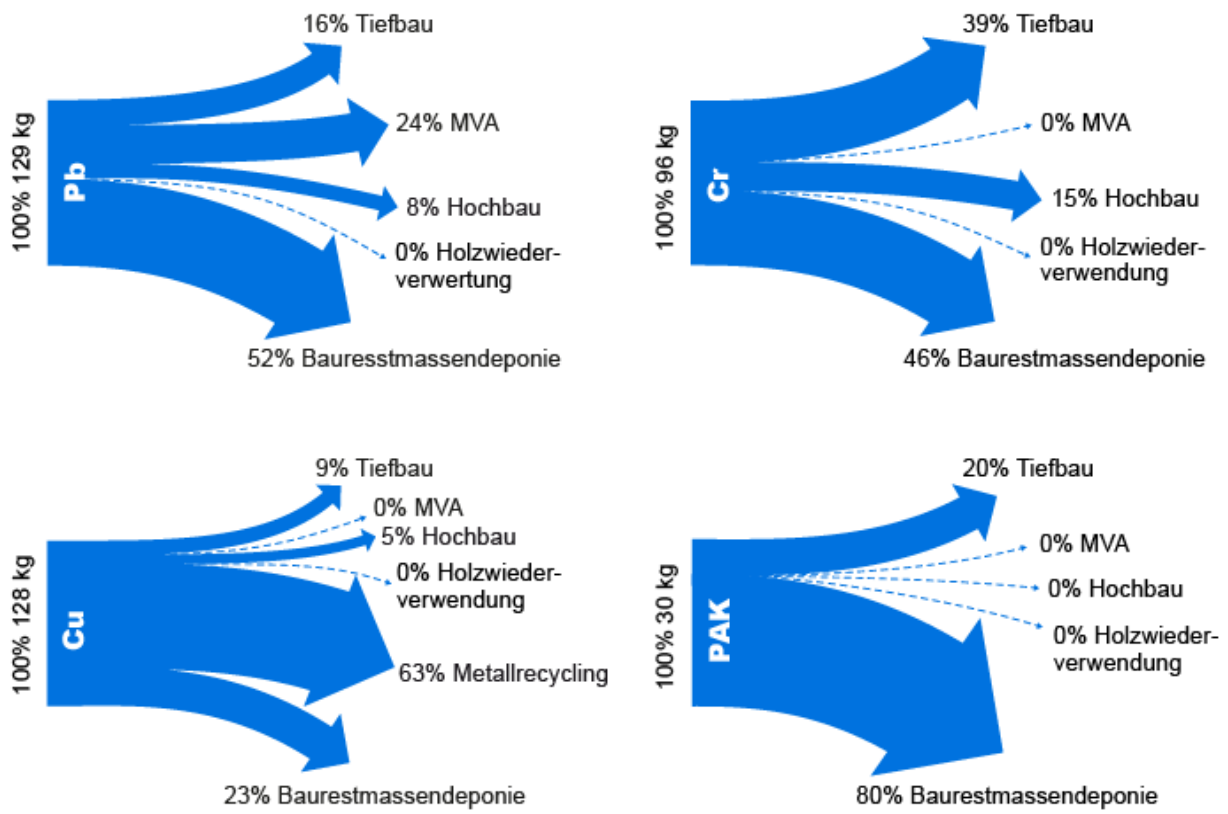 16% Tiefbau
24% MVA
100% 129 kg
Pb
8% Hochbau
0% Holzwieder-
verwertung
52% Bauresstmassendeponie
39% Tiefbau
0% MVA
100% 96 kg
Cr
15% Hochbau
0% Holzwieder-
verwendung
46% Baurestmassendeponie
9% Tiefbau
0% MVA
5% Hochbau
0% Holzwieder-
verwendung
100% 128 kg
Cu
63% Metallrecycling
23% Baurestmassendeponie
20% Tiefbau
0% MVA
0% Hochbau
100% 30 kg
PAK
0% Holzwieder-
verwendung
80% Baurestmassendeponie